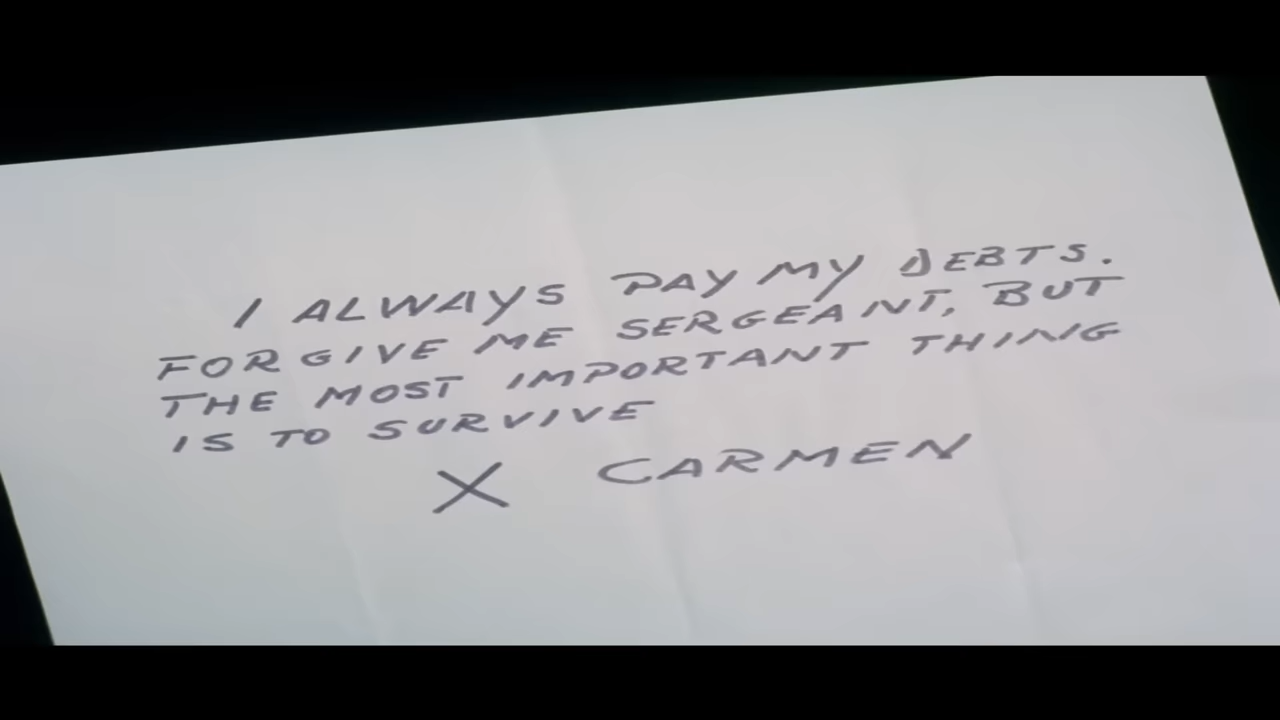 I ALWAYS PAY MY DEBTS.
FORGIVE ME SERGEANT, BUT
THE MOST IMPORTANT THING
IS TO SURVIVE
X CARMEN